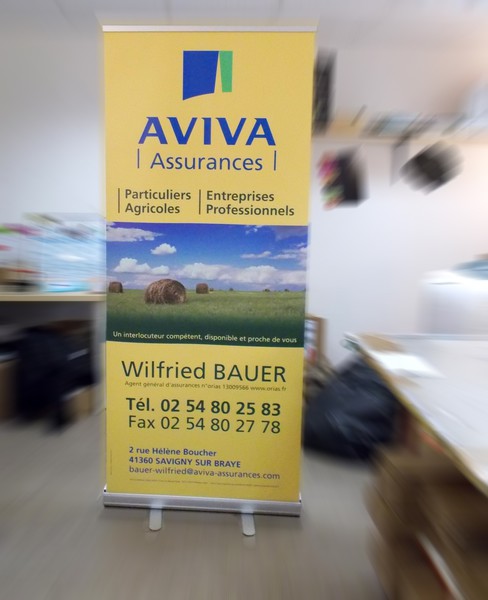 AVIVA
Assurances
Particuliers
Agricoles
Entreprises
Professionnels
Un interlocuteur compétent, disponible et proche de vous
Wilfried BAUER
Agent général d'assurances n°orias 13009566 www.orias.fr
Tél. 02 54 80 25 83
Fax 02 54 80 27 78
2 rue Hélène Boucher
41360 SAVIGNY SUR BRAYE
bauer-wilfried@aviva-assurances.com